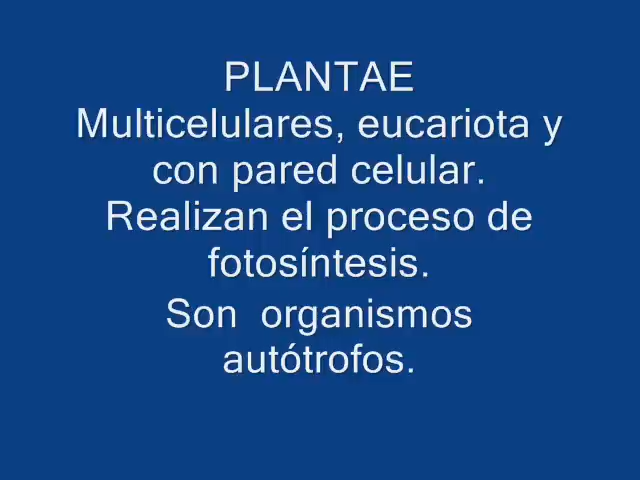 PLANTAE
Multicelulares, eucariota y
con pared celular.
Realizan el proceso de
fotosíntesis.
Son  organismos
autótrofos.